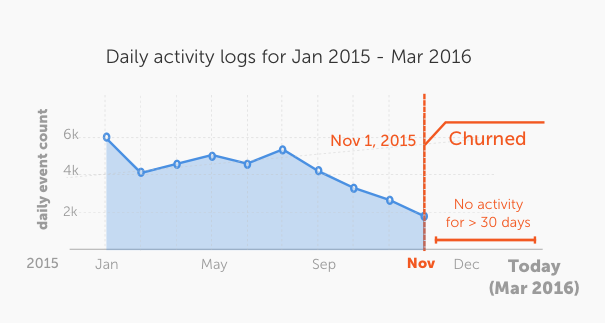 Daily activity logs for Jan 2015 - Mar 2016
daily event count
6k
4k
2k
Nov 1, 2015
Churned
No activity
for > 30 days
2015
Jan
May
Sep
Nov
Dec
Today
(Mar 2016)